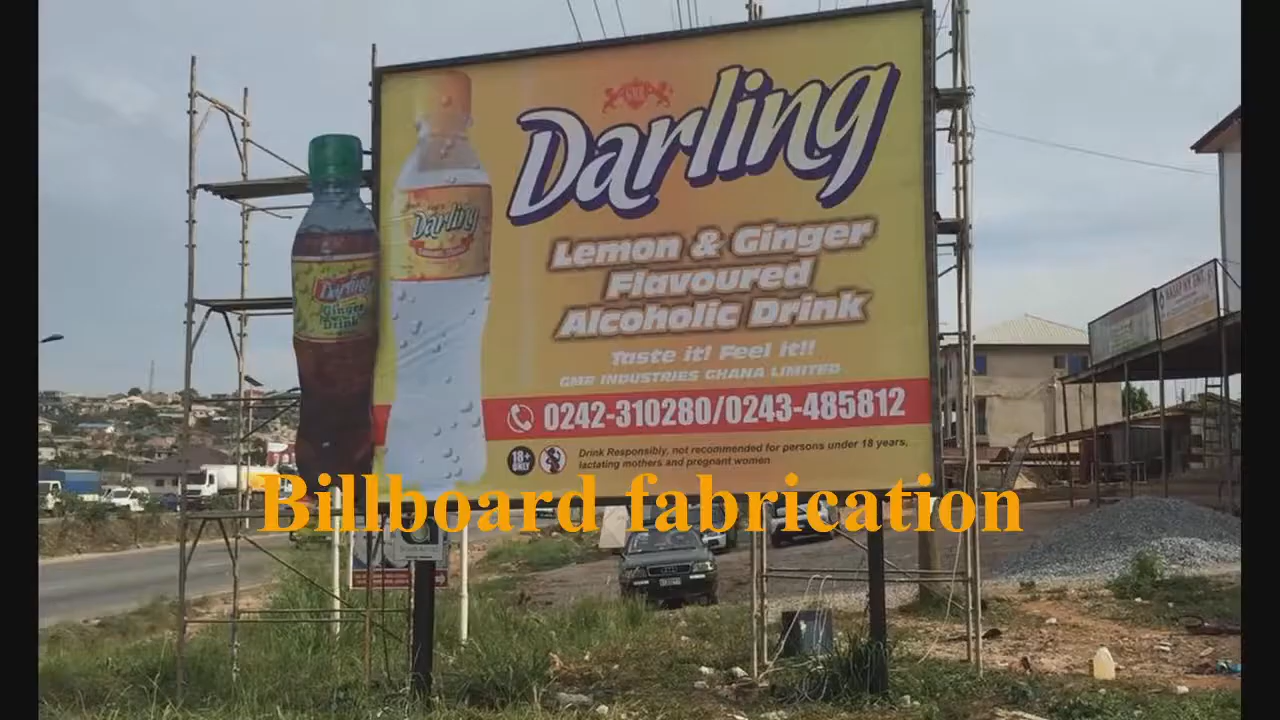 Darling
Lemon & Ginger
Flavoured
Alcoholic Drink
Taste it! Feel it!!
GMR INDUSTRIES GHANA LIMITED
0242-310280/0243-485812
18+
ONLY
Drink Responsibly, not recommended for persons under 18 years,
lactating mothers and pregnant women
Darling
Darling
Ginger
Drink
Billboard fabrication